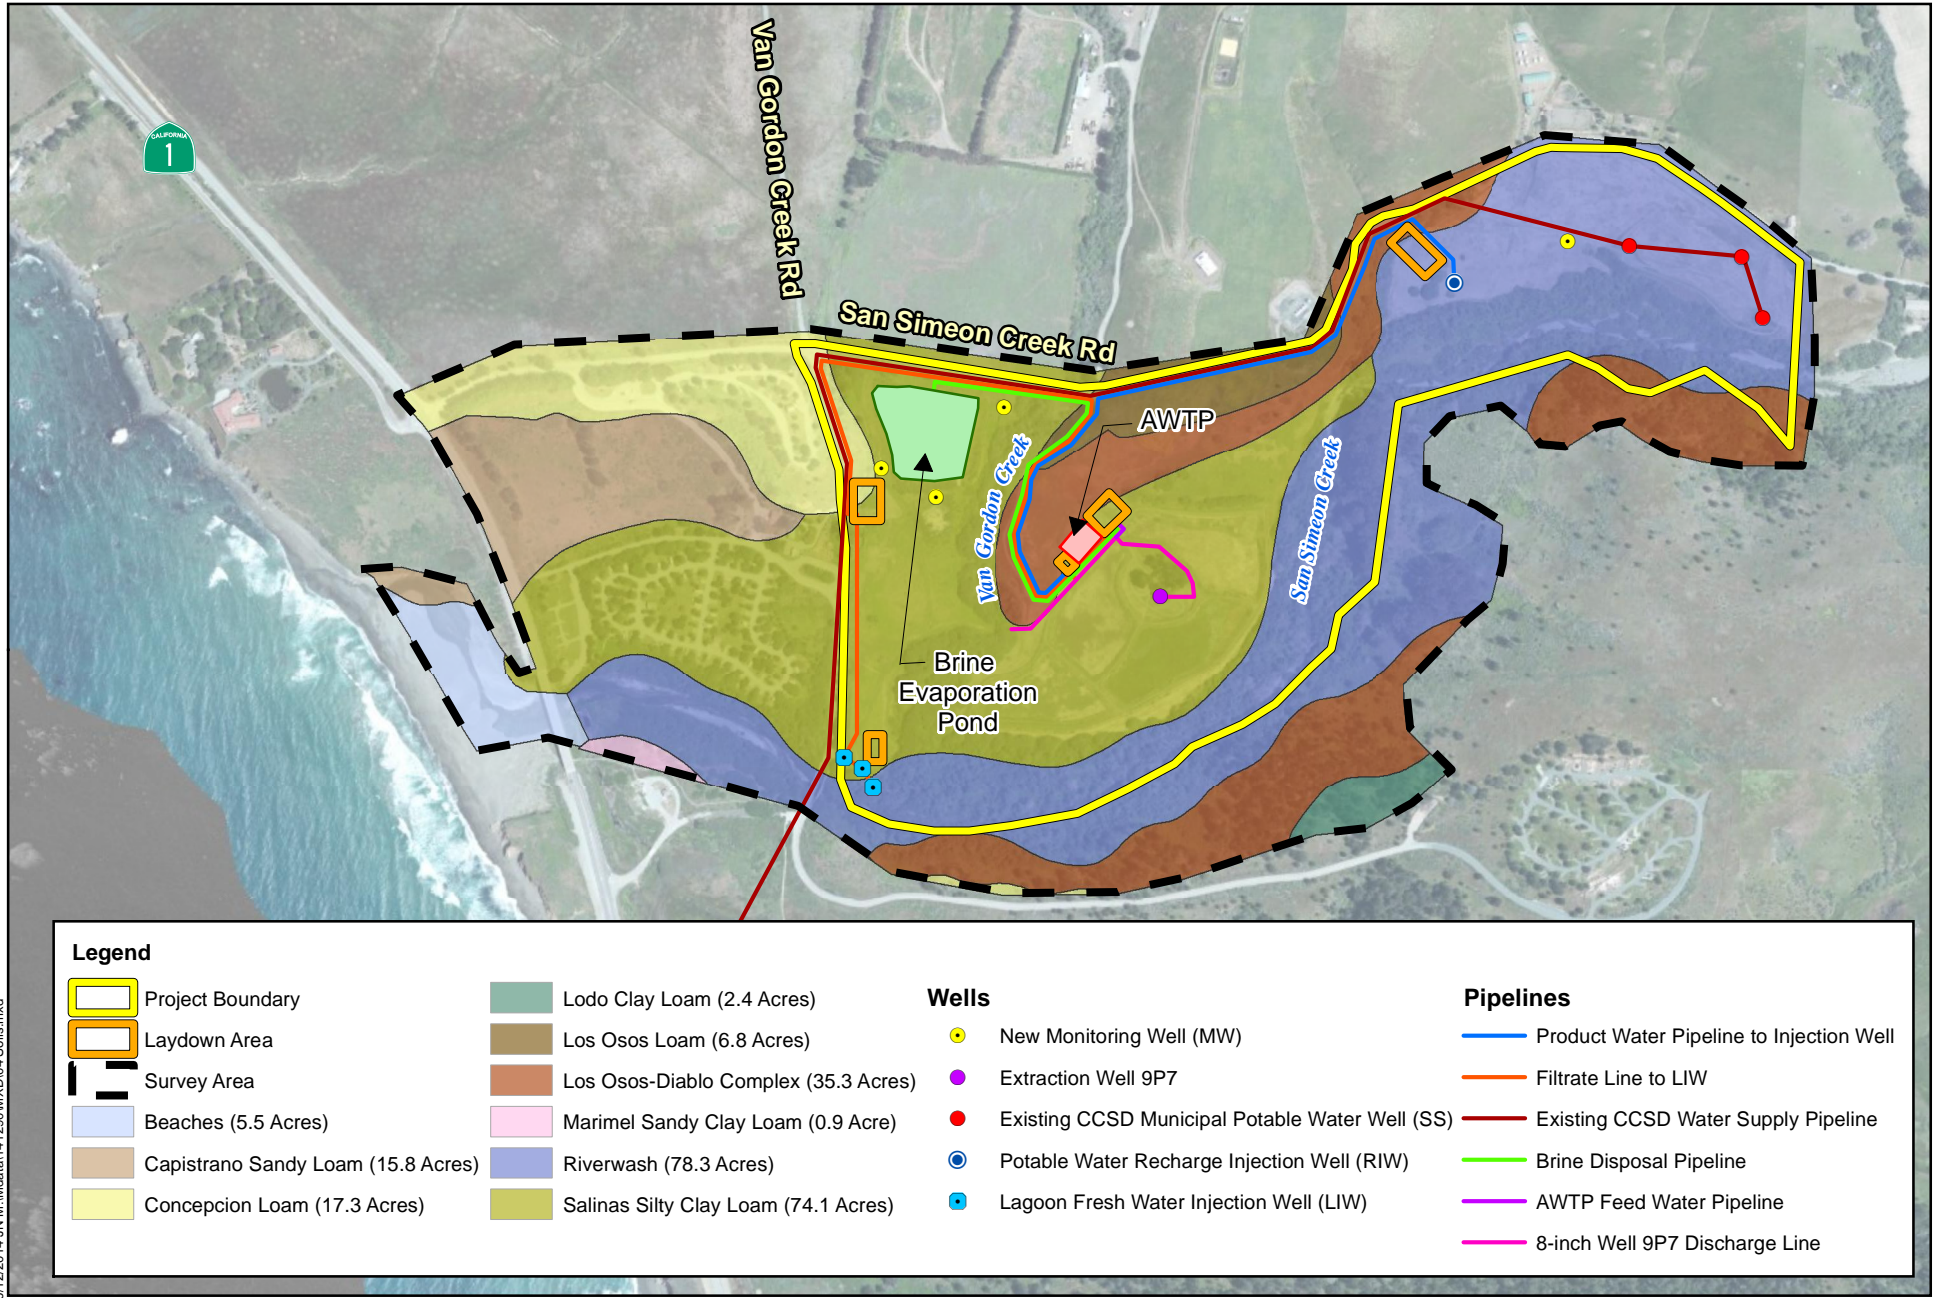 CALIFORNIA
1
Van Gordon Creek Rd
San Simeon Creek Rd
AWTP
Van Gordon Creek
San Simeon Creek
Brine
Evaporation
Pond
Legend
Project Boundary
Laydown Area
Survey Area
Beaches (5.5 Acres)
Capistrano Sandy Loam (15.8 Acres)
Concepcion Loam (17.3 Acres)
Lodo Clay Loam (2.4 Acres)
Los Osos Loam (6.8 Acres)
Los Osos-Diablo Complex (35.3 Acres)
Marimel Sandy Clay Loam (0.9 Acre)
Riverwash (78.3 Acres)
Salinas Silty Clay Loam (74.1 Acres)
Wells
New Monitoring Well (MW)
Extraction Well 9P7
Existing CCSD Municipal Potable Water Well (SS)
Potable Water Recharge Injection Well (RIW)
Lagoon Fresh Water Injection Well (LIW)
Pipelines
Product Water Pipeline to Injection Well
Filtrate Line to LIW
Existing CCSD Water Supply Pipeline
Brine Disposal Pipeline
AWTP Feed Water Pipeline
8-inch Well 9P7 Discharge Line